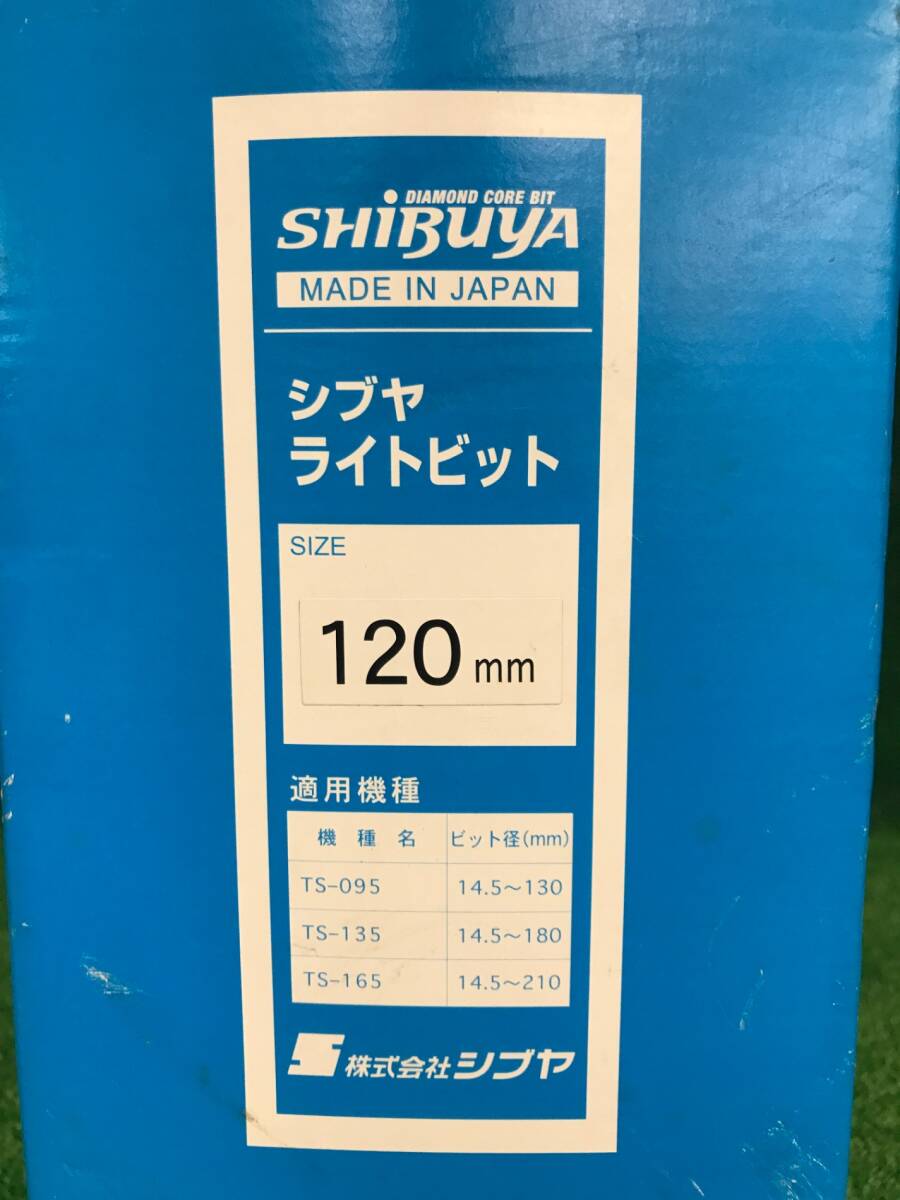 DIAMOND CORE BIT
SHIBUYA
MADE IN JAPAN
シブヤ
ライトビット
SIZE
120 mm
適用機種
機種名 ビット径(mm)
TS-095 14.5～130
TS-135 14.5～180
TS-165 14.5～210
S 株式会社シブヤ